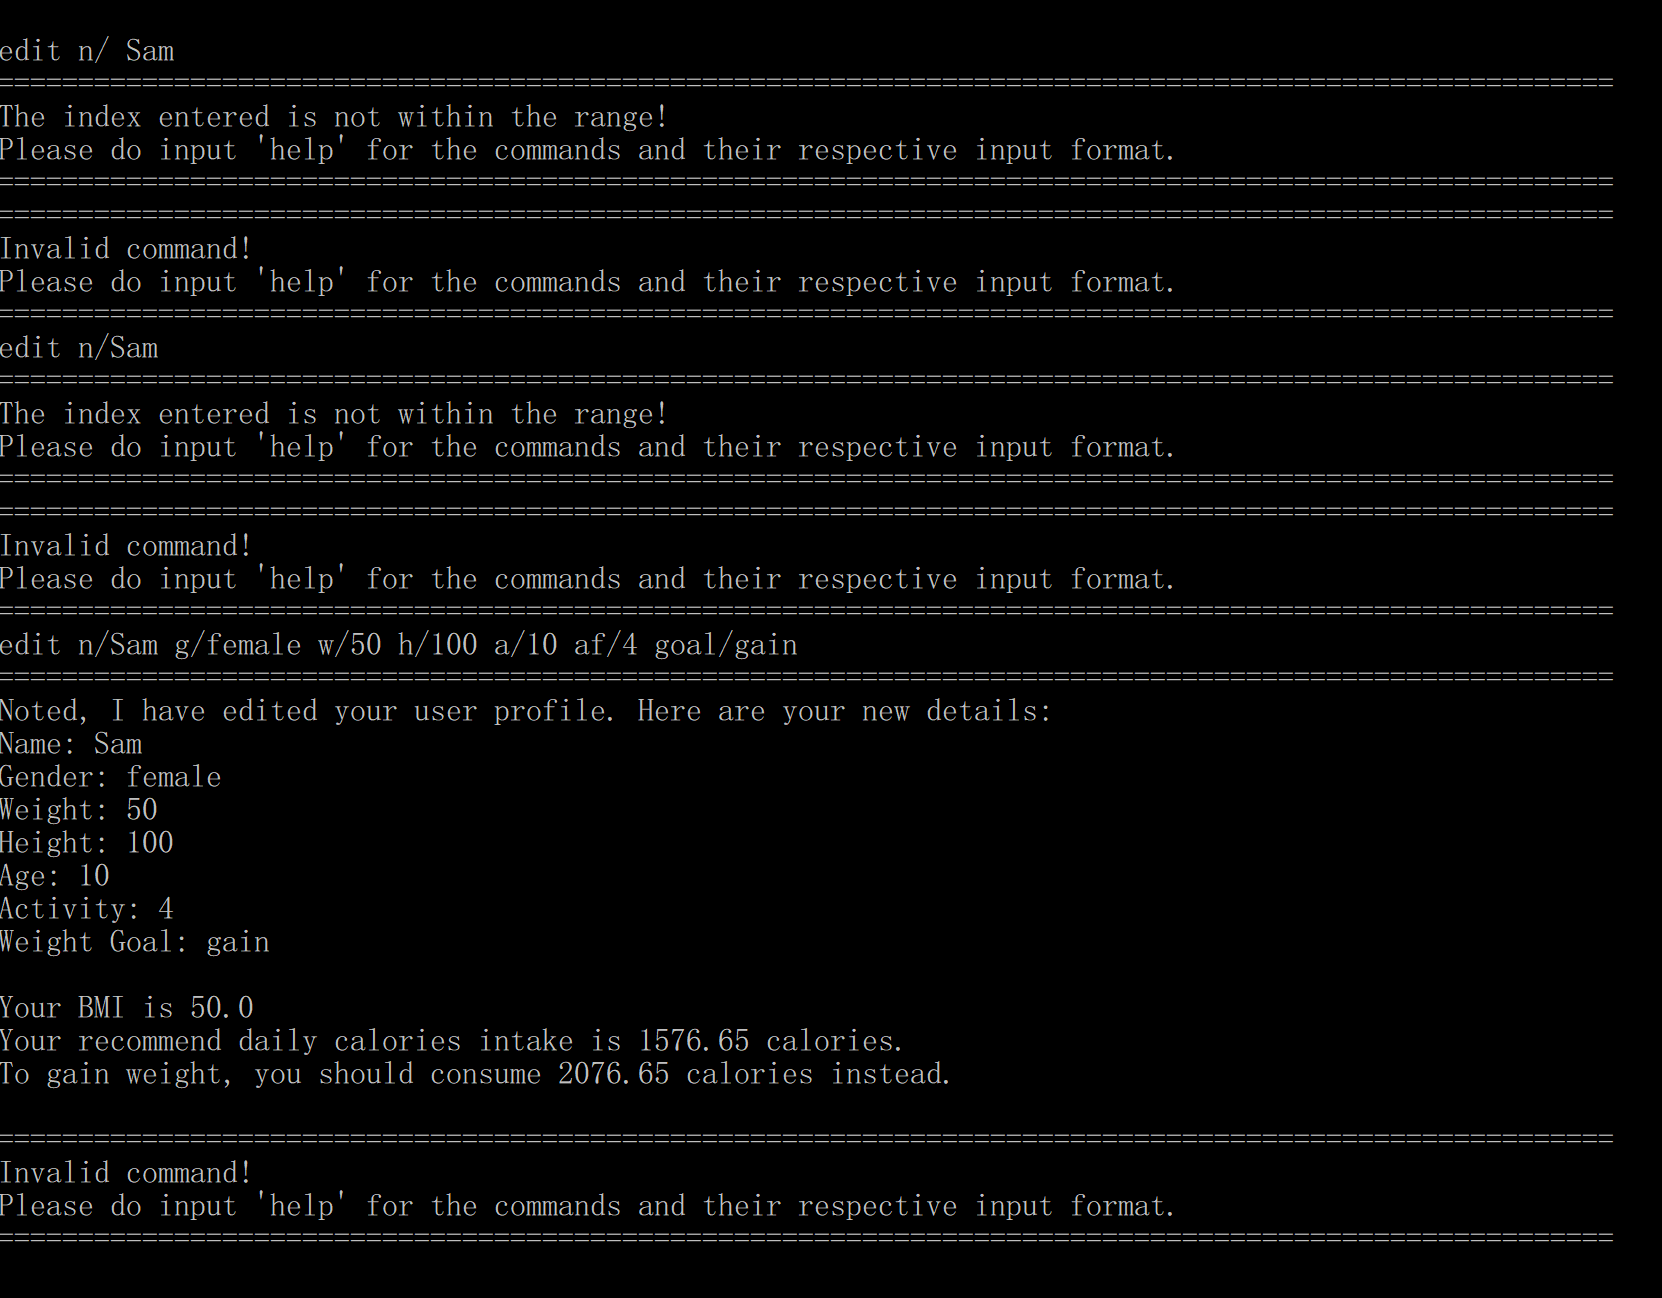 edit n/ Sam
=====================================================================================================
The index entered is not within the range!
Please do input 'help' for the commands and their respective input format.
=====================================================================================================
=====================================================================================================
Invalid command!
Please do input 'help' for the commands and their respective input format.
=====================================================================================================
edit n/Sam
=====================================================================================================
The index entered is not within the range!
Please do input 'help' for the commands and their respective input format.
=====================================================================================================
=====================================================================================================
Invalid command!
Please do input 'help' for the commands and their respective input format.
=====================================================================================================
edit n/Sam g/female w/50 h/100 a/10 af/4 goal/gain
=====================================================================================================
Noted, I have edited your user profile. Here are your new details:
Name: Sam
Gender: female
Weight: 50
Height: 100
Age: 10
Activity: 4
Weight Goal: gain
Your BMI is 50.0
Your recommend daily calories intake is 1576.65 calories.
To gain weight, you should consume 2076.65 calories instead.
=====================================================================================================
Invalid command!
Please do input 'help' for the commands and their respective input format.
=====================================================================================================